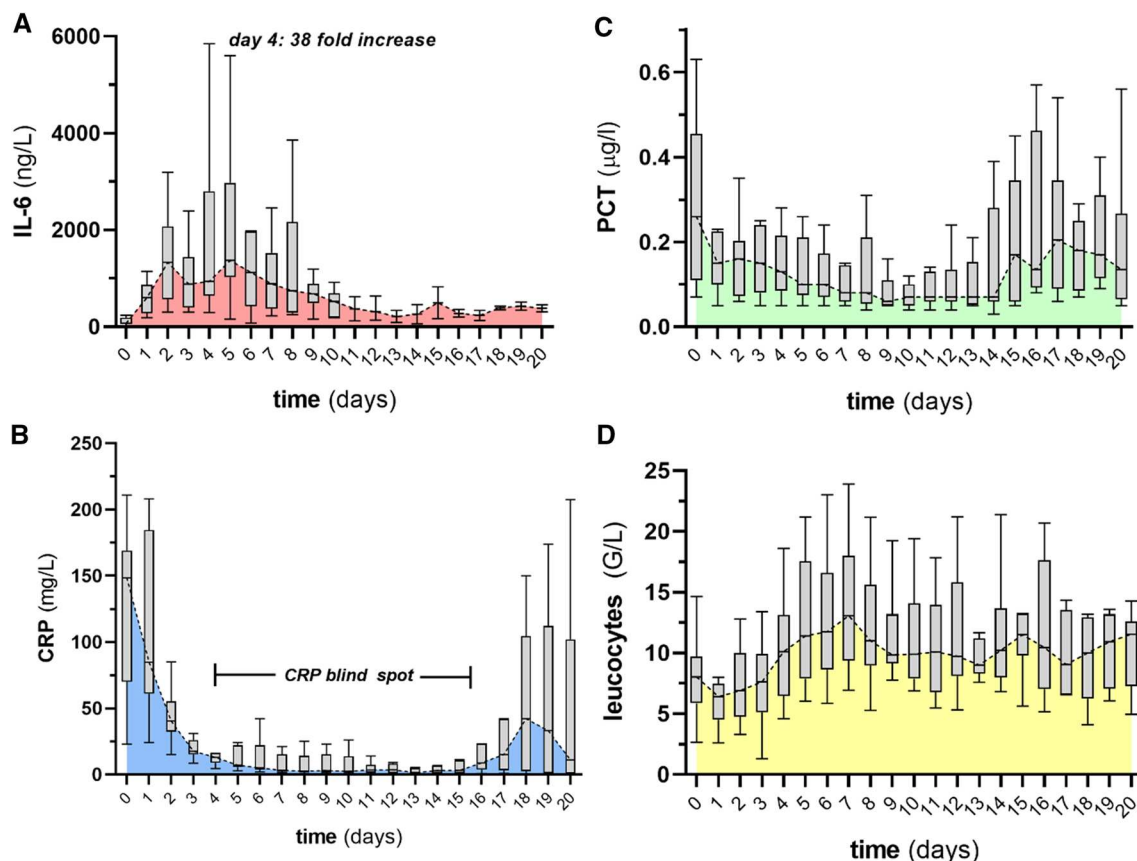 A
day 4: 38 fold increase
IL-6 (ng/L)
6000
4000
2000
0
0 1 2 3 4 5 6 7 8 9 10 11 12 13 14 15 16 17 18 19 20
time (days)
C
PCT (µg/l)
0.6
0.4
0.2
0.0
0 1 2 3 4 5 6 7 8 9 10 11 12 13 14 15 16 17 18 19 20
time (days)
B
CRP (mg/L)
250
200
150
100
50
0
CRP blind spot
0 1 2 3 4 5 6 7 8 9 10 11 12 13 14 15 16 17 18 19 20
time (days)
D
leucocytes (G/L)
25
20
15
10
5
0
0 1 2 3 4 5 6 7 8 9 10 11 12 13 14 15 16 17 18 19 20
time (days)